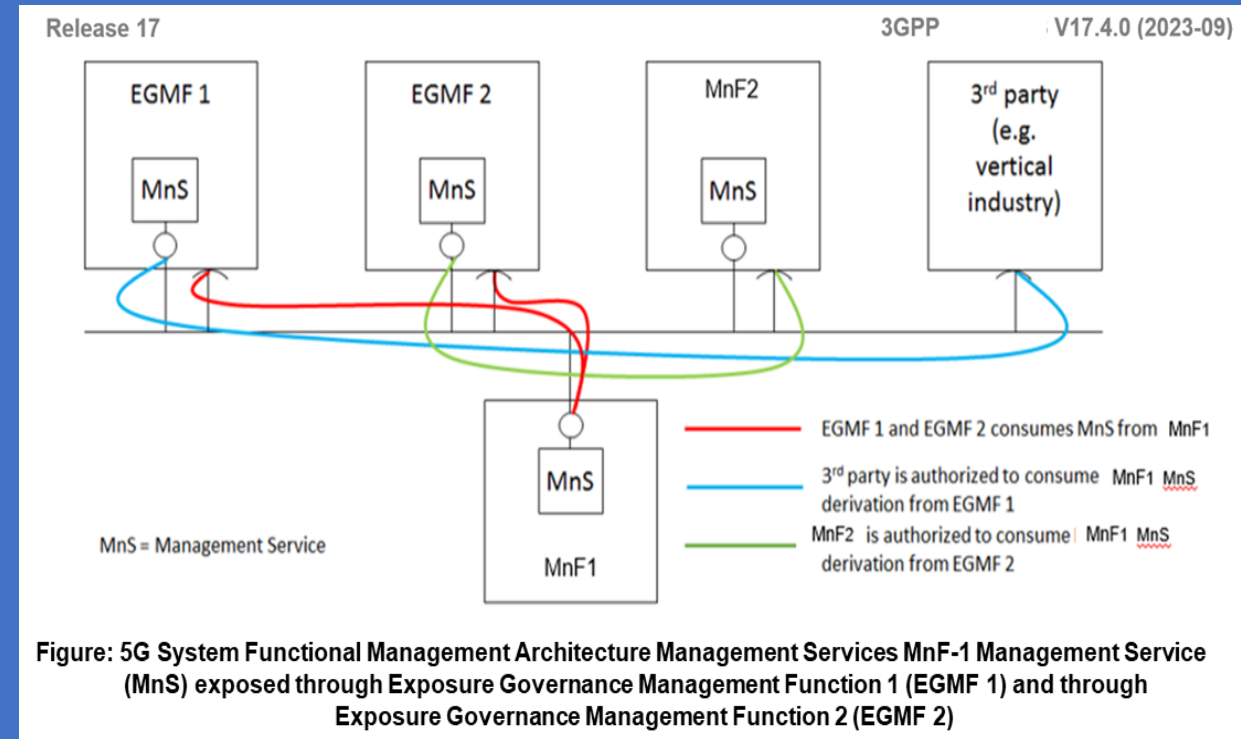 Release 17
3GPP
V17.4.0 (2023-09)
EGMF 1
EGMF 2
MnF2
3rd party
(e.g.
vertical
industry)
MnS
MnS
MnS
MnS
MnF1
MnS = Management Service
EGMF 1 and EGMF 2 consumes MnS from MnF1
3rd party is authorized to consume MnF1 MnS
derivation from EGMF 1
MnF2 is authorized to consume MnF1 MnS
derivation from EGMF 2
Figure: 5G System Functional Management Architecture Management Services MnF-1 Management Service
(MnS) exposed through Exposure Governance Management Function 1 (EGMF 1) and through
Exposure Governance Management Function 2 (EGMF 2)